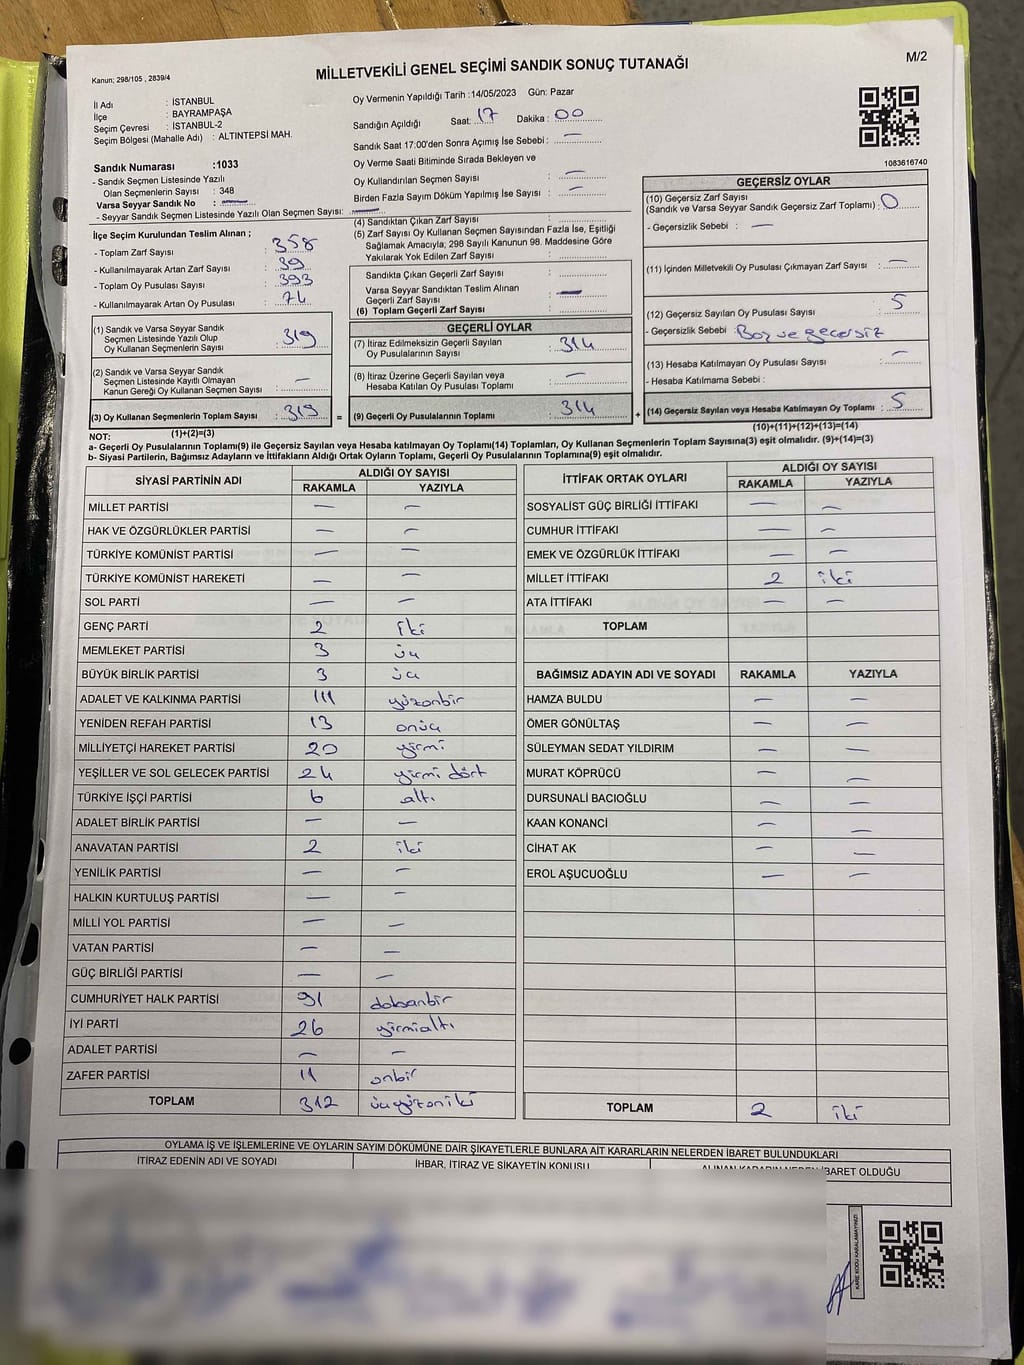 M/2
Kanun; 298/105 , 2839/4
MİLLETVEKİLİ GENEL SEÇİMİ SANDIK SONUÇ TUTANAĞI
İl Adı : İSTANBUL
İlçe : BAYRAMPAŞA
Seçim Çevresi : İSTANBUL-2
Seçim Bölgesi (Mahalle Adı) : ALTINTEPSİ MAH.
Sandık Numarası :1033
- Sandık Seçmen Listesinde Yazılı
Olan Seçmenlerin Sayısı : 348
Varsa Seyyar Sandık No : —
- Seyyar Sandık Seçmen Listesinde Yazılı Olan Seçmen Sayısı: —
Oy Vermenin Yapıldığı Tarih :14/05/2023 Gün: Pazar
Sandığın Açıldığı Saat: 17 Dakika : 00
Sandık Saat 17:00'den Sonra Açımış İse Sebebi : —
Oy Verme Saati Bitiminde Sırada Bekleyen ve
Oy Kullandırılan Seçmen Sayısı : —
Birden Fazla Sayım Döküm Yapılmış İse Sayısı : —
1083616740
İlçe Seçim Kurulundan Teslim Alınan ;
- Toplam Zarf Sayısı : 358
- Kullanılmayarak Artan Zarf Sayısı : 39
- Toplam Oy Pusulası Sayısı : 393
- Kullanılmayarak Artan Oy Pusulası : 74
(1) Sandık ve Varsa Seyyar Sandık
Seçmen Listesinde Yazılı Olup
Oy Kullanan Seçmenlerin Sayısı : 319
(2) Sandık ve Varsa Seyyar Sandık
Seçmen Listesinde Kayıtlı Olmayan
Kanun Gereği Oy Kullanan Seçmen Sayısı : —
(3) Oy Kullanan Seçmenlerin Toplam Sayısı : 319 =
(1)+(2)=(3)
(4) Sandıktan Çıkan Zarf Sayısı :
(5) Zarf Sayısı Oy Kullanan Seçmen Sayısından Fazla İse, Eşitliği
Sağlamak Amacıyla; 298 Sayılı Kanunun 98. Maddesine Göre
Yakılarak Yok Edilen Zarf Sayısı :
Sandıkta Çıkan Geçerli Zarf Sayısı :
Varsa Seyyar Sandıktan Teslim Alınan
Geçerli Zarf Sayısı : —
(6) Toplam Geçerli Zarf Sayısı :
GEÇERLİ OYLAR
(7) İtiraz Edilmeksizin Geçerli Sayılan
Oy Pusulalarının Sayısı : 314
(8) İtiraz Üzerine Geçerli Sayılan veya
Hesaba Katılan Oy Pusulası Toplamı : —
(9) Geçerli Oy Pusulalarının Toplamı : 314 +
GEÇERSİZ OYLAR
(10) Geçersiz Zarf Sayısı
(Sandık ve Varsa Seyyar Sandık Geçersiz Zarf Toplamı) : 0
- Geçersizlik Sebebi : —
(11) İçinden Milletvekili Oy Pusulası Çıkmayan Zarf Sayısı : —
(12) Geçersiz Sayılan Oy Pusulası Sayısı : 5
- Geçersizlik Sebebi : Boş ve geçersiz
(13) Hesaba Katılmayan Oy Pusulası Sayısı : —
- Hesaba Katılmama Sebebi :
(14) Geçersiz Sayılan veya Hesaba Katılmayan Oy Toplamı : 5
(10)+(11)+(12)+(13)=(14)
NOT:
a- Geçerli Oy Pusulalarının Toplamı(9) ile Geçersiz Sayılan veya Hesaba katılmayan Oy Toplamı(14) Toplamları, Oy Kullanan Seçmenlerin Toplam Sayısına(3) eşit olmalıdır. (9)+(14)=(3)
b- Siyasi Partilerin, Bağımsız Adayların ve İttifakların Aldığı Ortak Oyların Toplamı, Geçerli Oy Pusulalarının Toplamına(9) eşit olmalıdır.
SİYASİ PARTİNİN ADI ALDIĞI OY SAYISI
RAKAMLA YAZIYLA
MİLLET PARTİSİ — —
HAK VE ÖZGÜRLÜKLER PARTİSİ — —
TÜRKİYE KOMÜNİST PARTİSİ — —
TÜRKİYE KOMÜNİST HAREKETİ — —
SOL PARTİ — —
GENÇ PARTİ 2 iki
MEMLEKET PARTİSİ 3 üç
BÜYÜK BİRLİK PARTİSİ 3 üç
ADALET VE KALKINMA PARTİSİ 111 yüzonbir
YENİDEN REFAH PARTİSİ 13 onüç
MİLLİYETÇİ HAREKET PARTİSİ 20 yirmi
YEŞİLLER VE SOL GELECEK PARTİSİ 24 yirmi dört
TÜRKİYE İŞÇİ PARTİSİ 6 altı
ADALET BİRLİK PARTİSİ — —
ANAVATAN PARTİSİ 2 iki
YENİLİK PARTİSİ — —
HALKIN KURTULUŞ PARTİSİ — —
MİLLİ YOL PARTİSİ — —
VATAN PARTİSİ — —
GÜÇ BİRLİĞİ PARTİSİ — —
CUMHURİYET HALK PARTİSİ 91 doksanbir
İYİ PARTİ 26 yirmialtı
ADALET PARTİSİ — —
ZAFER PARTİSİ 11 onbir
TOPLAM 312 üçyüzoniki
İTTİFAK ORTAK OYLARI ALDIĞI OY SAYISI
RAKAMLA YAZIYLA
SOSYALİST GÜÇ BİRLİĞİ İTTİFAKI — —
CUMHUR İTTİFAKI — —
EMEK VE ÖZGÜRLÜK İTTİFAKI — —
MİLLET İTTİFAKI 2 iki
ATA İTTİFAKI — —
TOPLAM
BAĞIMSIZ ADAYIN ADI VE SOYADI RAKAMLA YAZIYLA
HAMZA BULDU — —
ÖMER GÖNÜLTAŞ — —
SÜLEYMAN SEDAT YILDIRIM — —
MURAT KÖPRÜCÜ — —
DURSUNALİ BACIOĞLU — —
KAAN KONANCİ — —
CİHAT AK — —
EROL AŞUCUOĞLU — —
TOPLAM 2 iki
OYLAMA İŞ VE İŞLEMLERİNE VE OYLARIN SAYIM DÖKÜMÜNE DAİR ŞİKAYETLERLE BUNLARA AİT KARARLARIN NELERDEN İBARET BULUNDUKLARI
İTİRAZ EDENİN ADI VE SOYADI İHBAR, İTİRAZ VE ŞİKAYETİN KONUSU ALINAN KARARIN NEDEN İBARET OLDUĞU
KARE KODU KARALAMAYINIZ!